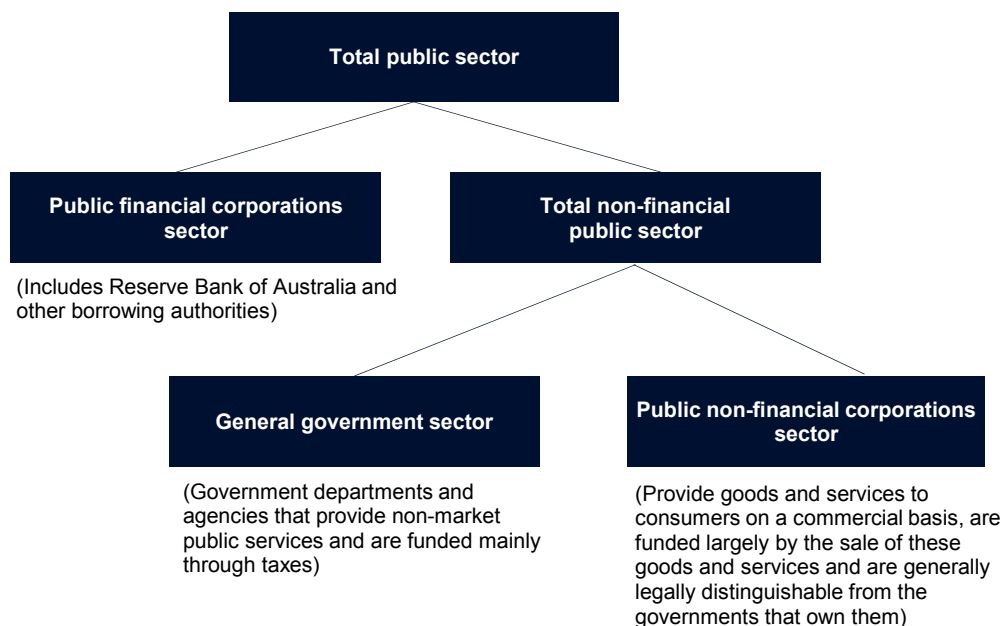 Total public sector
Public financial corporations
sector
Total non-financial
public sector
(Includes Reserve Bank of Australia and
other borrowing authorities)
General government sector
Public non-financial corporations
sector
(Government departments and
agencies that provide non-market
public services and are funded mainly
through taxes)
(Provide goods and services to
consumers on a commercial basis, are
funded largely by the sale of these
goods and services and are generally
legally distinguishable from the
governments that own them)